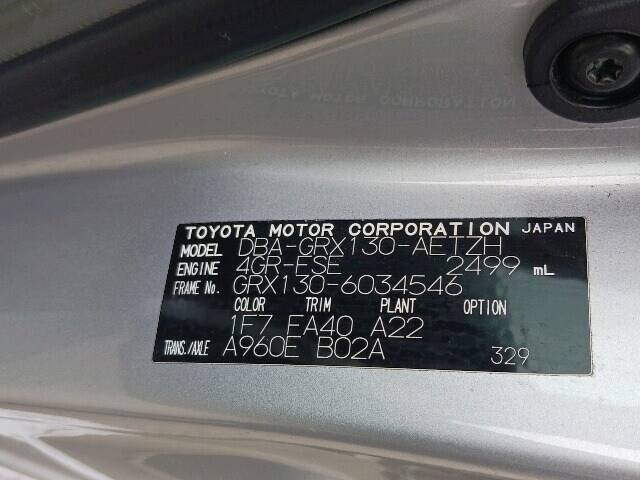 TOYOTA MOTOR CORPORATION JAPAN
MODEL DBA-GRX130-AETZH
ENGINE 4GR-FSE 2499 mL
FRAME No. GRX130-6034546
COLOR TRIM PLANT OPTION
1F7 FA40 A22
TRANS./AXLE A960E B02A 329